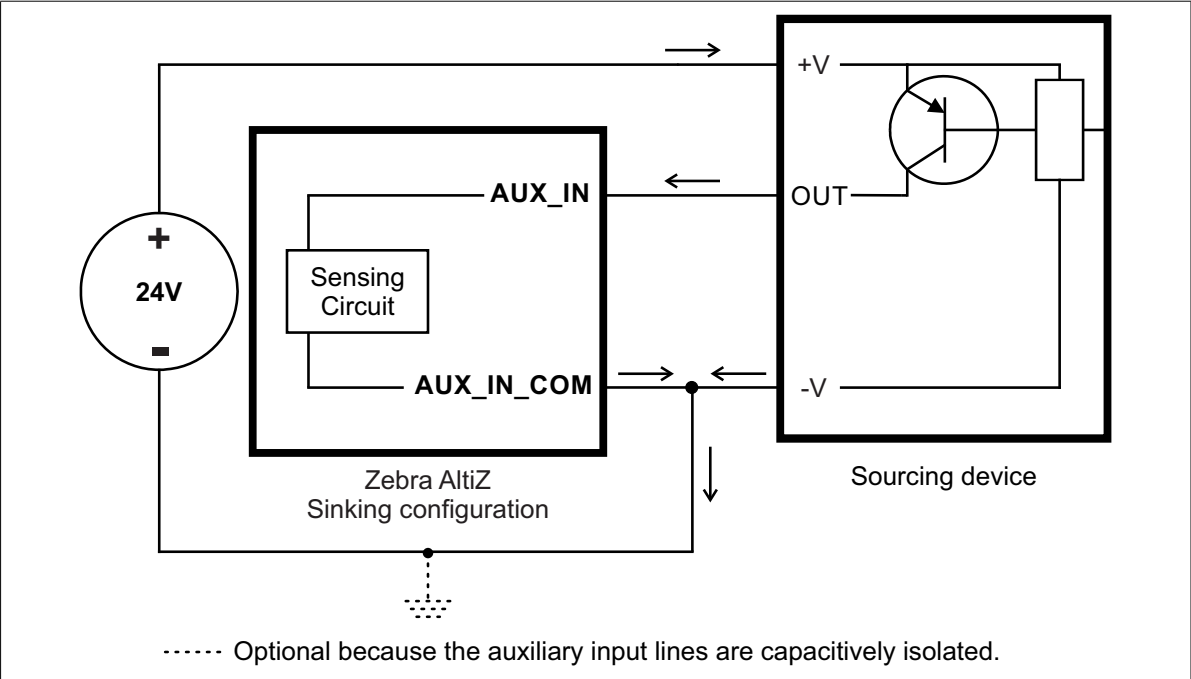 +V
AUX_IN
OUT
+
24V
-
Sensing
Circuit
AUX_IN_COM
-V
Zebra AltiZ
Sinking configuration
Sourcing device
Optional because the auxiliary input lines are capacitively isolated.